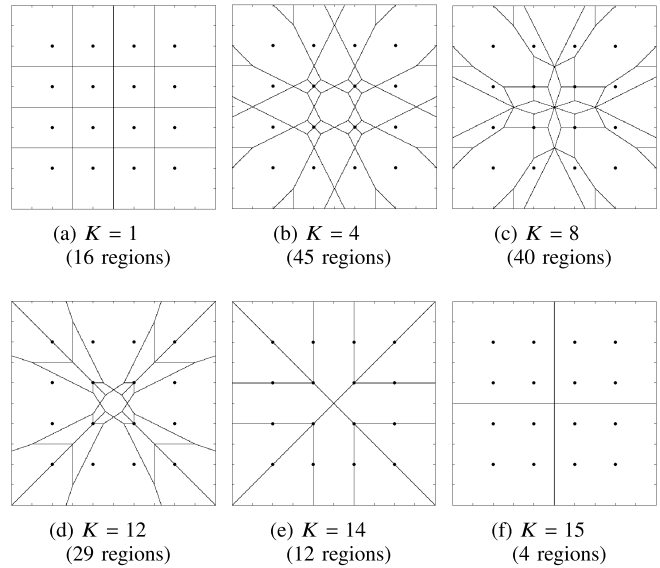 (a) K = 1
(16 regions)
(b) K = 4
(45 regions)
(c) K = 8
(40 regions)
(d) K = 12
(29 regions)
(e) K = 14
(12 regions)
(f) K = 15
(4 regions)